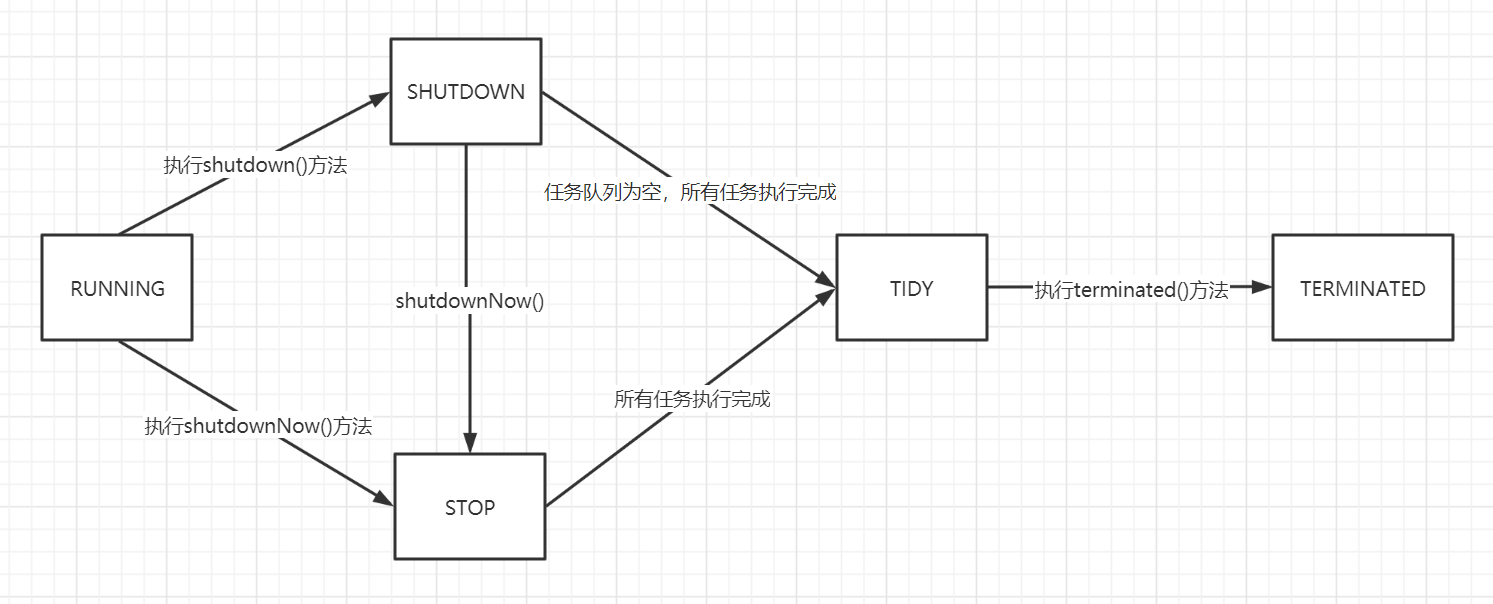 SHUTDOWN
执行shutdown()方法
任务队列为空，所有任务执行完成
RUNNING
shutdownNow()
TIDY
执行terminated()方法
TERMINATED
所有任务执行完成
执行shutdownNow()方法
STOP